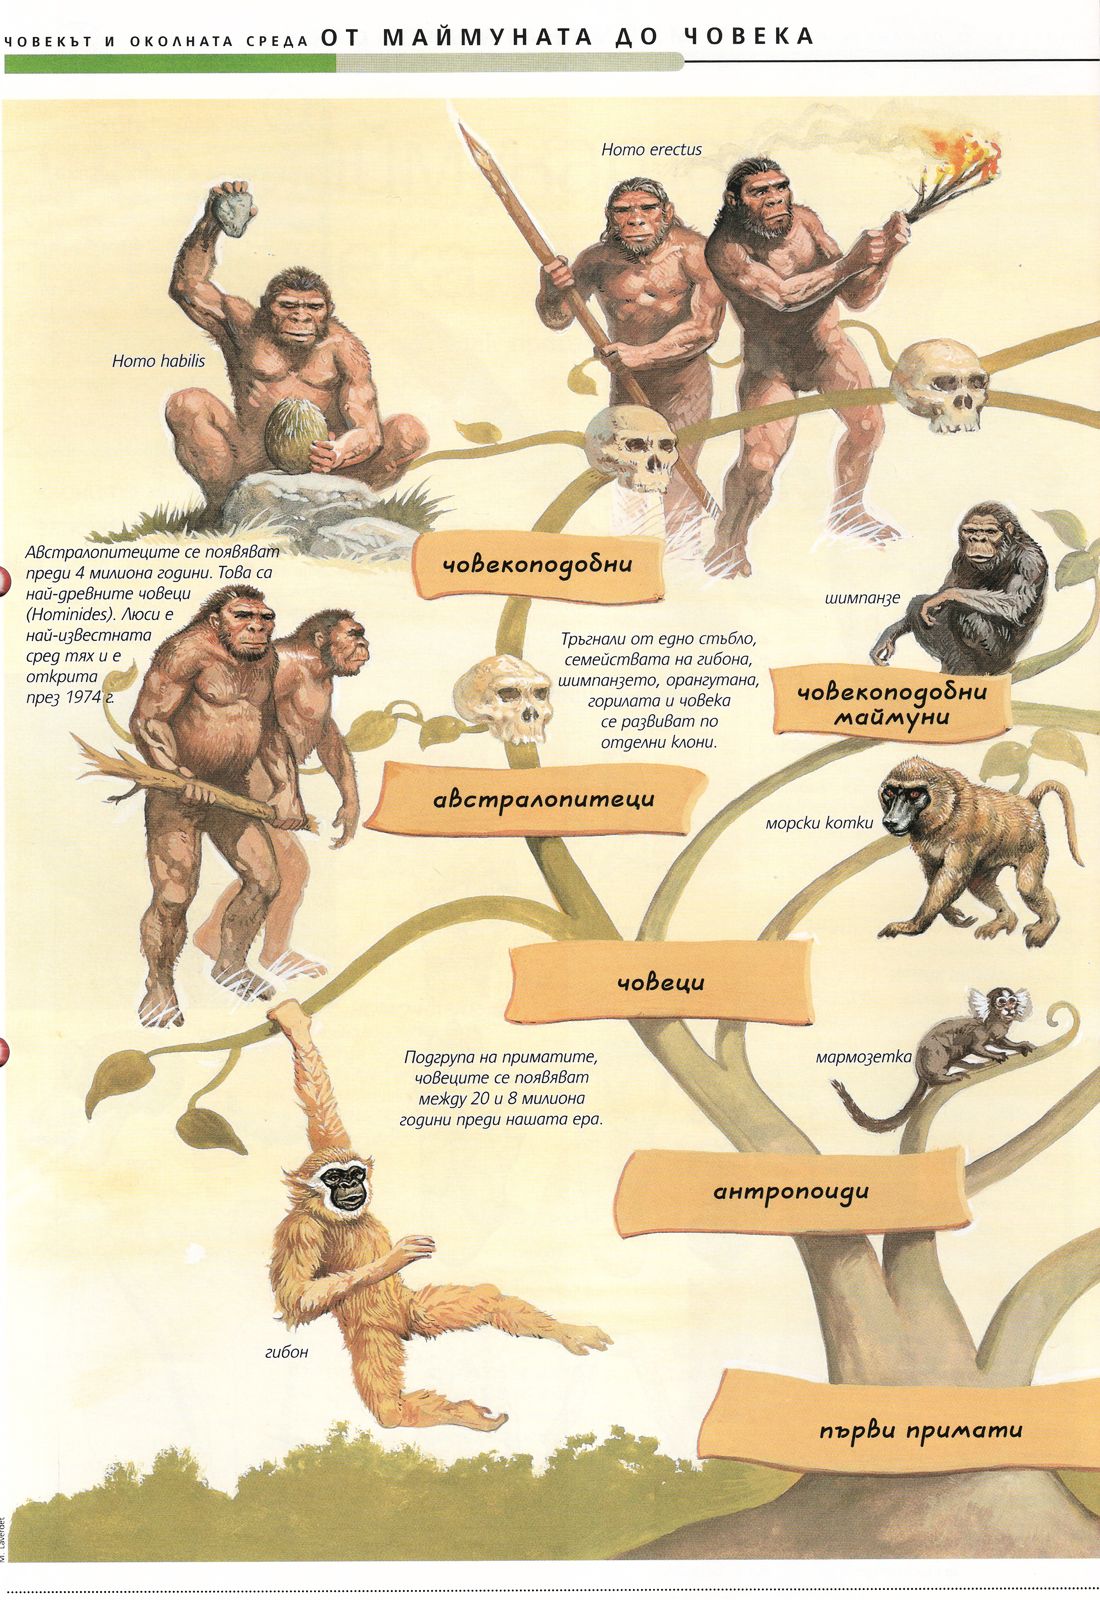 ЧОВЕКЪТ И ОКОЛНАТА СРЕДА ОТ МАЙМУНАТА ДО ЧОВЕКА
Homo erectus
Homo habilis
Австралопитеците се появяват
преди 4 милиона години. Това са
най-древните човеци
(Hominides). Люси е
най-известната
сред тях и е
открита
през 1974 г.
човекоподобни
шимпанзе
Тръгнали от едно стъбло,
семействата на гибона,
шимпанзето, орангутана,
горилата и човека
се развиват по
отделни клони.
човекоподобни
маймуни
австралопитеци
морски котки
човеци
Подгрупа на приматите,
човеците се появяват
между 20 и 8 милиона
години преди нашата ера.
мармозетка
антропоиди
гибон
първи примати
M. Laverdet